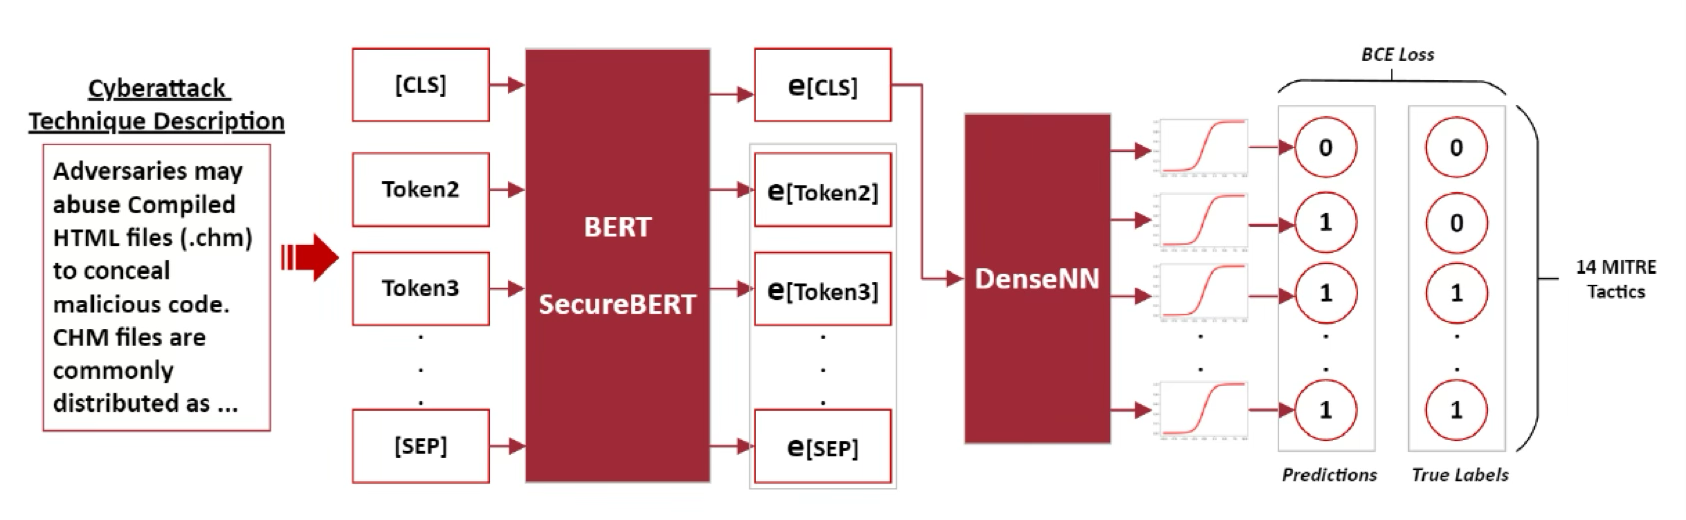 Cyberattack
Technique Description
Adversaries may
abuse Compiled
HTML files (.chm)
to conceal
malicious code.
CHM files are
commonly
distributed as ...
[CLS]
Token2
Token3
.
.
.
[SEP]
BERT
SecureBERT
e[CLS]
e[Token2]
e[Token3]
.
.
.
e[SEP]
DenseNN
.
.
BCE Loss
0
1
1
.
.
1
Predictions
0
0
1
.
.
1
True Labels
14 MITRE
Tactics